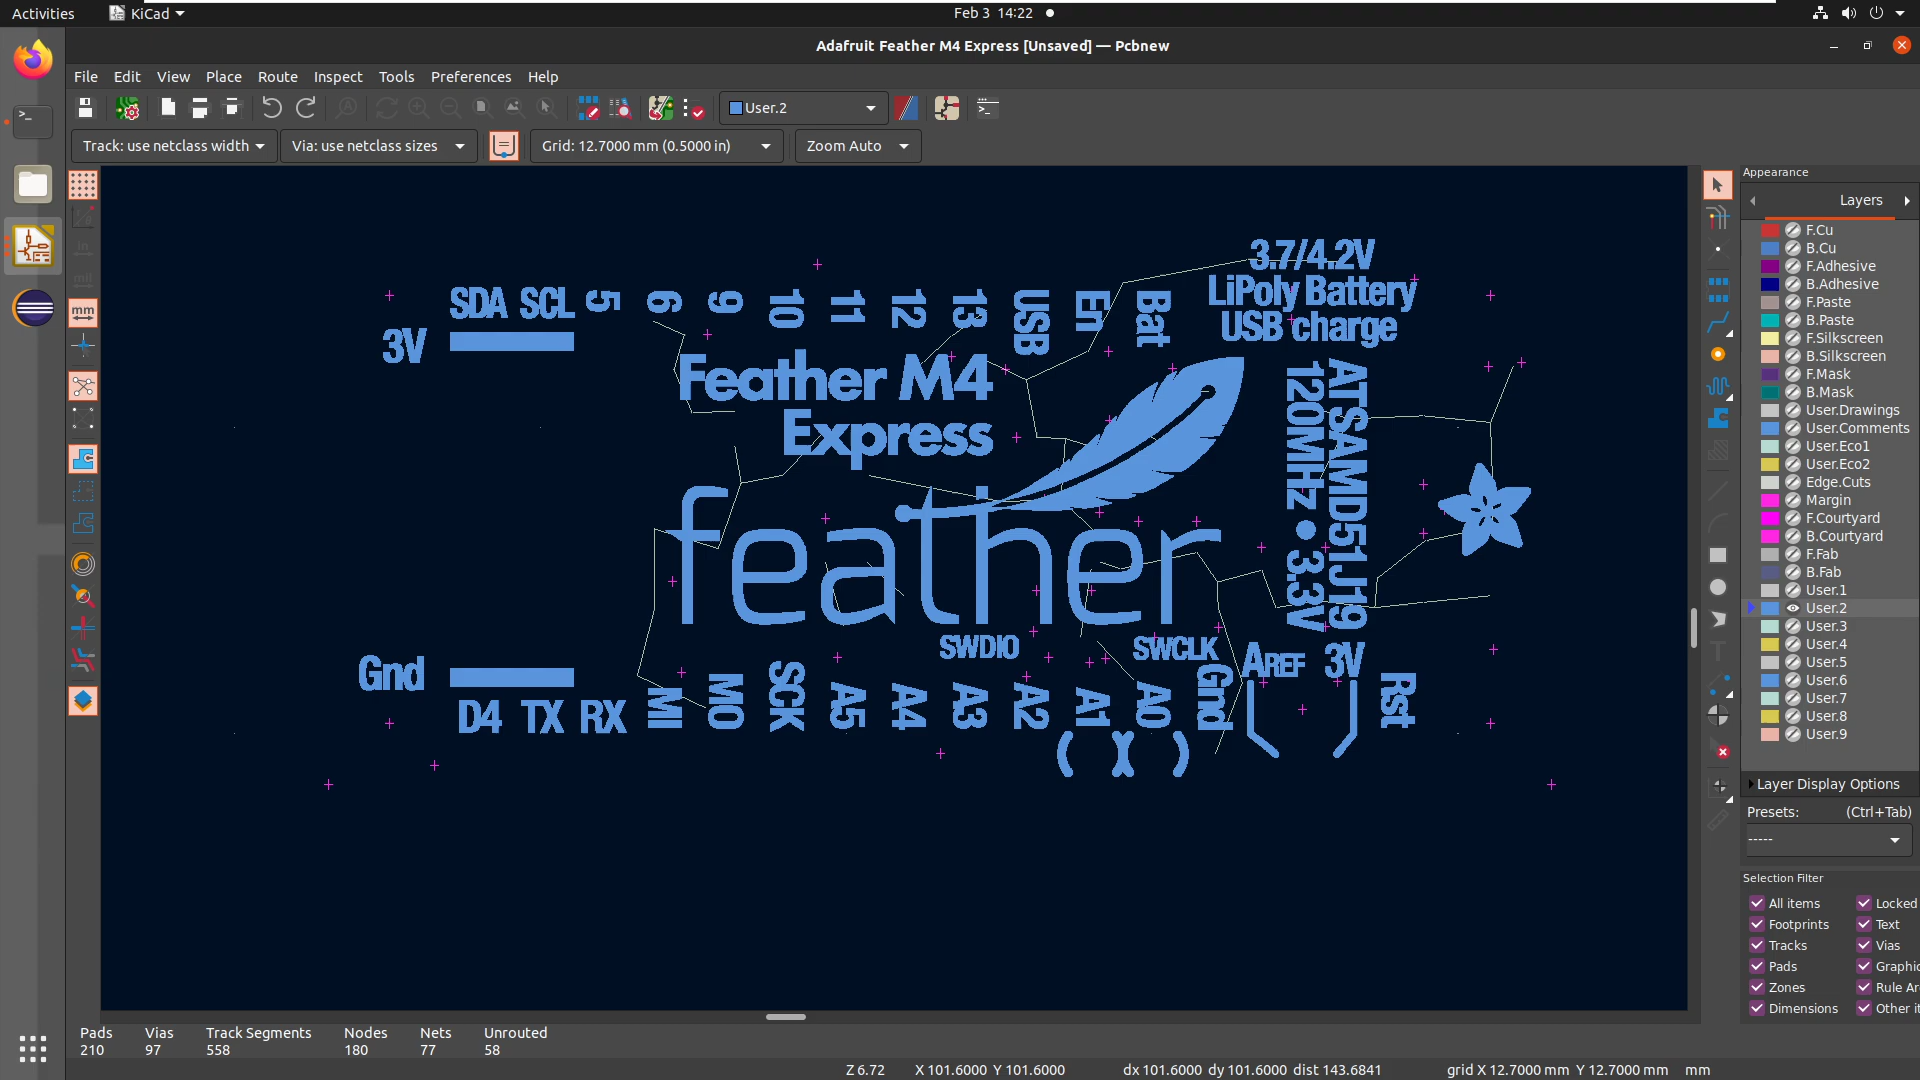 Activities
KiCad
Feb 3 14:22
Adafruit Feather M4 Express [Unsaved] — Pcbnew
File Edit View Place Route Inspect Tools Preferences Help
User.2
Track: use netclass width
Via: use netclass sizes
Grid: 12.7000 mm (0.5000 in)
Zoom Auto
in
mil
mm
3.7/4.2V
LiPoly Battery
USB charge
SDA SCL 5 6 9 10 11 12 13 USB En Bat
3V
Feather M4
Express
ATSAMD51J19
120MHz ● 3.3V
feather
SWDIO
SWCLK
AREF 3V
Gnd
D4 TX RX MI MO SCK A5 A4 A3 A2 A1 A0 Gnd Rst
( )( )
Appearance
Layers
F.Cu
B.Cu
F.Adhesive
B.Adhesive
F.Paste
B.Paste
F.Silkscreen
B.Silkscreen
F.Mask
B.Mask
User.Drawings
User.Comments
User.Eco1
User.Eco2
Edge.Cuts
Margin
F.Courtyard
B.Courtyard
F.Fab
B.Fab
User.1
User.2
User.3
User.4
User.5
User.6
User.7
User.8
User.9
Layer Display Options
Presets: (Ctrl+Tab)
-----
Selection Filter
All items Locked
Footprints Text
Tracks Vias
Pads Graphic
Zones Rule Ar
Dimensions Other it
Pads Vias Track Segments Nodes Nets Unrouted
210 97 558 180 77 58
Z 6.72 X 101.6000 Y 101.6000 dx 101.6000 dy 101.6000 dist 143.6841 grid X 12.7000 mm Y 12.7000 mm mm